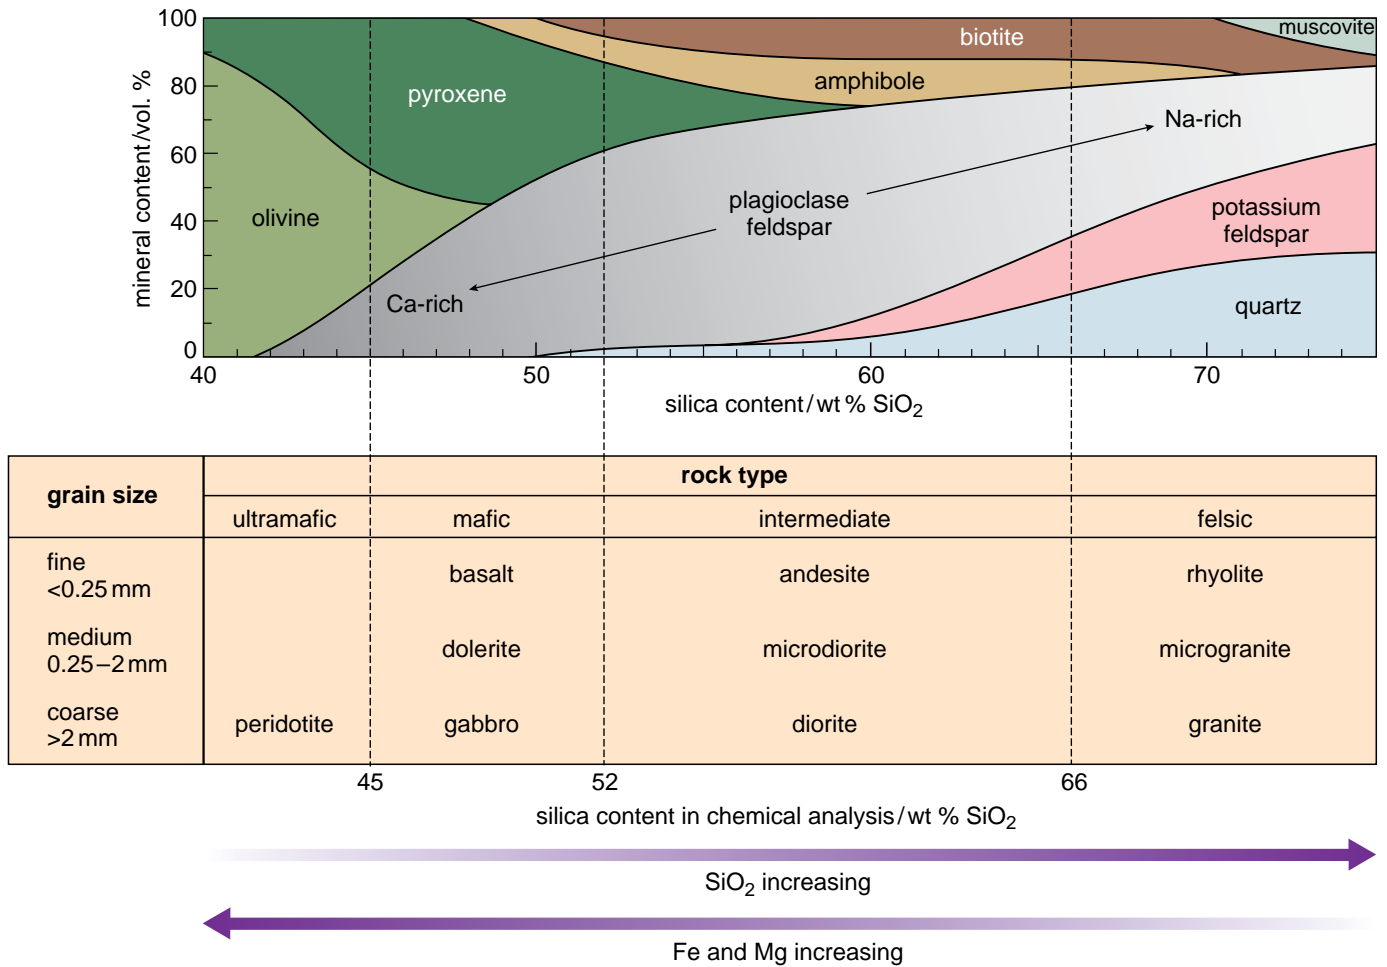 100
80
60
40
20
0
mineral content/vol. %
muscovite
biotite
amphibole
pyroxene
Na-rich
plagioclase
feldspar
potassium
feldspar
olivine
Ca-rich
quartz
40 50 60 70
silica content/wt % SiO₂
grain size
rock type
ultramafic mafic intermediate felsic
fine
<0.25 mm
basalt andesite rhyolite
medium
0.25–2 mm
dolerite microdiorite microgranite
coarse
>2 mm
peridotite gabbro diorite granite
45 52 66
silica content in chemical analysis/wt % SiO₂
SiO₂ increasing
Fe and Mg increasing